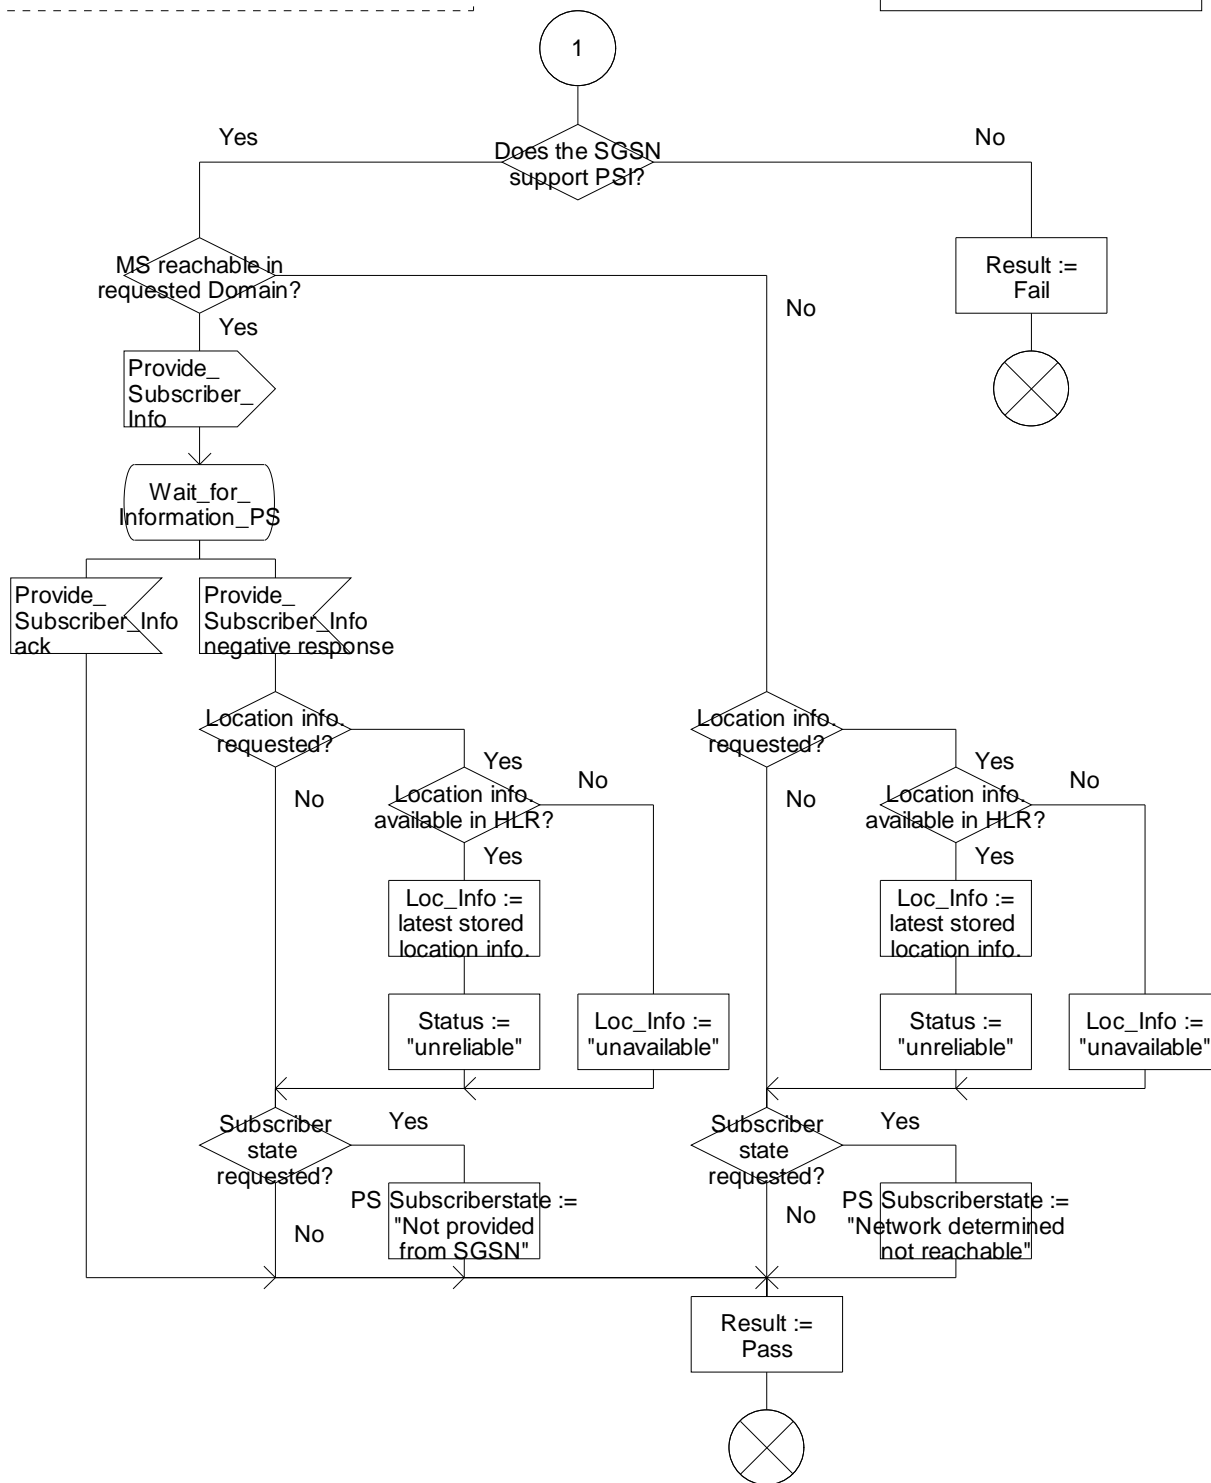 1
Yes
Does the SGSN
support PSI?
No
MS reachable in
requested Domain?
Result :=
Fail
No
Yes
Provide_
Subscriber_
Info
Wait_for_
Information_PS
Provide_
Subscriber_Info
ack
Provide_
Subscriber_Info
negative response
Location info.
requested?
Location info.
requested?
Yes
No
Yes
No
No
Location info.
available in HLR?
No
Location info.
available in HLR?
Yes
Yes
Loc_Info :=
latest stored
location info.
Loc_Info :=
latest stored
location info.
Status :=
"unreliable"
Loc_Info :=
"unavailable"
Status :=
"unreliable"
Loc_Info :=
"unavailable"
Subscriber
state
requested?
Yes
Subscriber
state
requested?
Yes
No
PS Subscriberstate :=
"Not provided
from SGSN"
No
PS Subscriberstate :=
"Network determined
not reachable"
Result :=
Pass